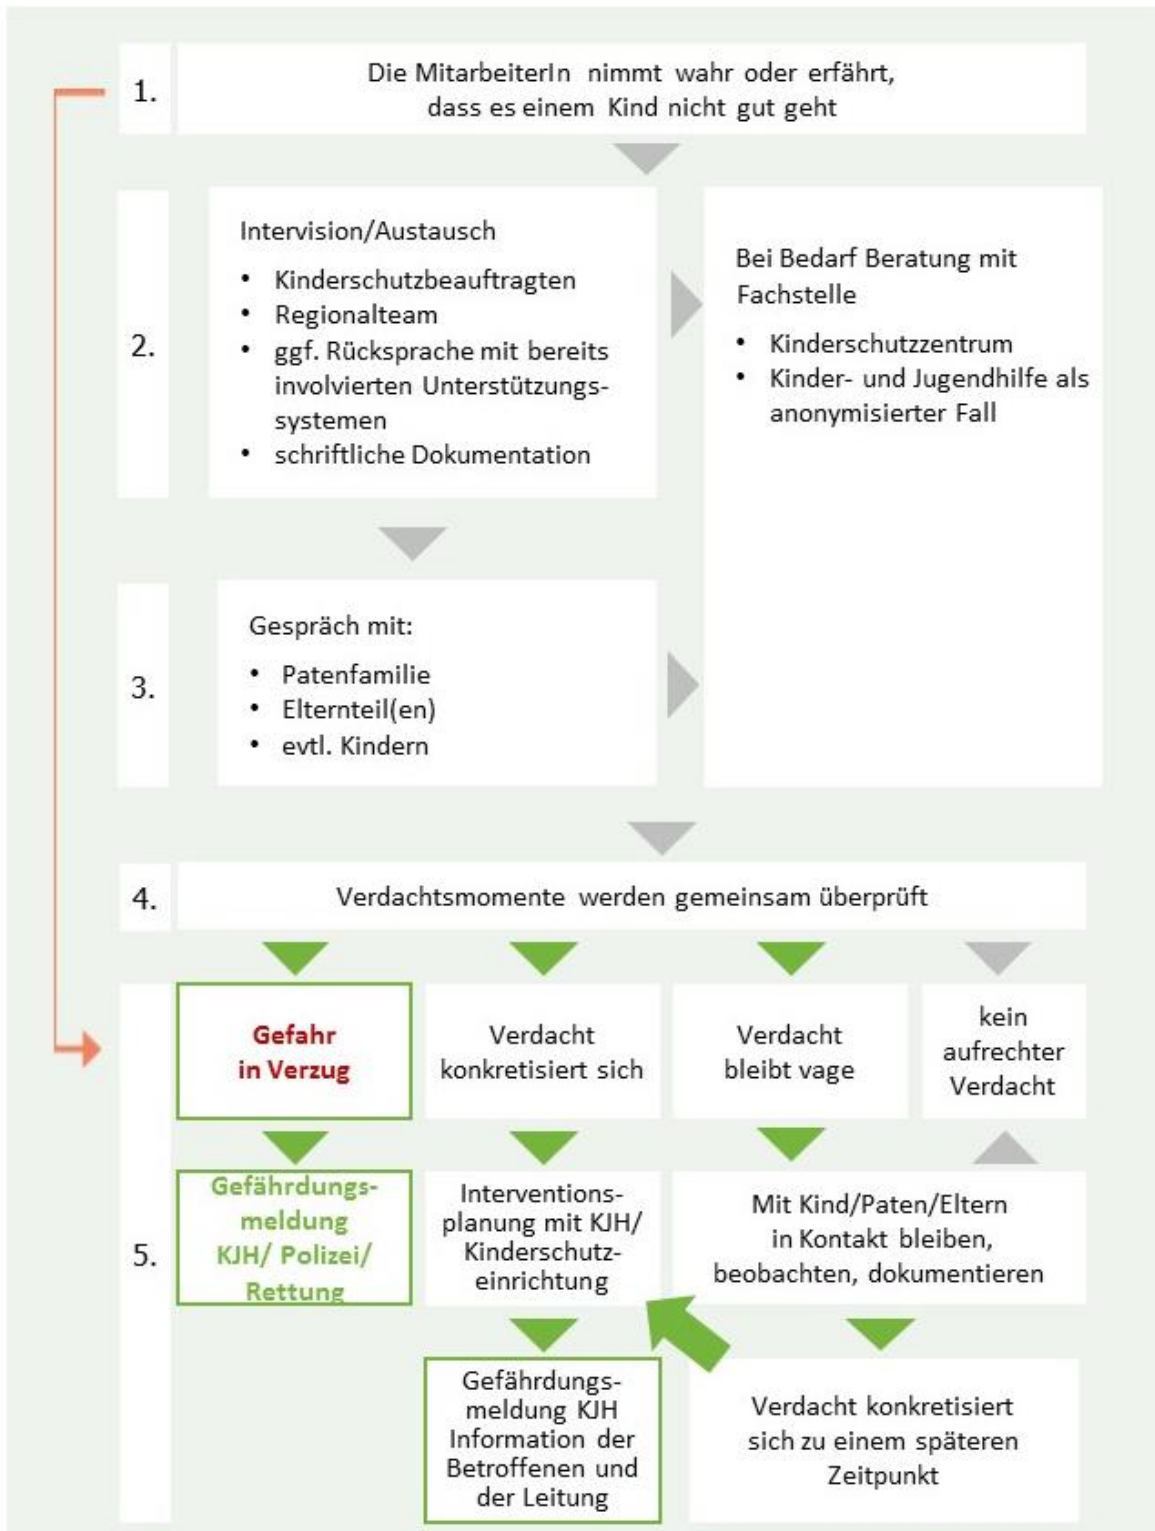 1.
Die MitarbeiterIn nimmt wahr oder erfährt,
dass es einem Kind nicht gut geht
2.
Intervision/Austausch
• Kinderschutzbeauftragten
• Regionalteam
• ggf. Rücksprache mit bereits
involvierten Unterstützungs-
systemen
• schriftliche Dokumentation
Bei Bedarf Beratung mit
Fachstelle
• Kinderschutzzentrum
• Kinder- und Jugendhilfe als
anonymisierter Fall
3.
Gespräch mit:
• Patenfamilie
• Elternteil(en)
• evtl. Kindern
4.
Verdachtsmomente werden gemeinsam überprüft
5.
Gefahr
in Verzug
Verdacht
konkretisiert sich
Verdacht
bleibt vage
kein
aufrechter
Verdacht
Gefährdungs-
meldung
KJH/ Polizei/
Rettung
Interventions-
planung mit KJH/
Kinderschutz-
einrichtung
Mit Kind/Paten/Eltern
in Kontakt bleiben,
beobachten, dokumentieren
Gefährdungs-
meldung KJH
Information der
Betroffenen und
der Leitung
Verdacht konkretisiert
sich zu einem späteren
Zeitpunkt